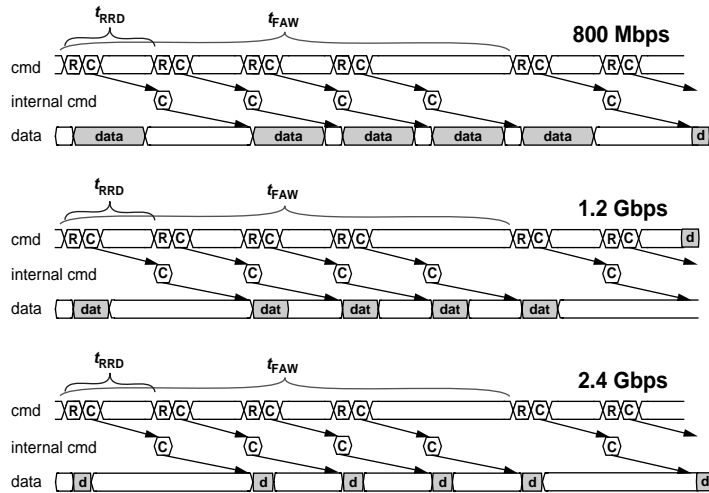 tRRD tFAW 800 Mbps
cmd R C R C R C R C R C R C
internal cmd C C C C C
data data data data data data d
tRRD tFAW 1.2 Gbps
cmd R C R C R C R C R C R C d
internal cmd C C C C C
data dat dat dat dat dat
tRRD tFAW 2.4 Gbps
cmd R C R C R C R C R C R C
internal cmd C C C C C
data d d d d d d